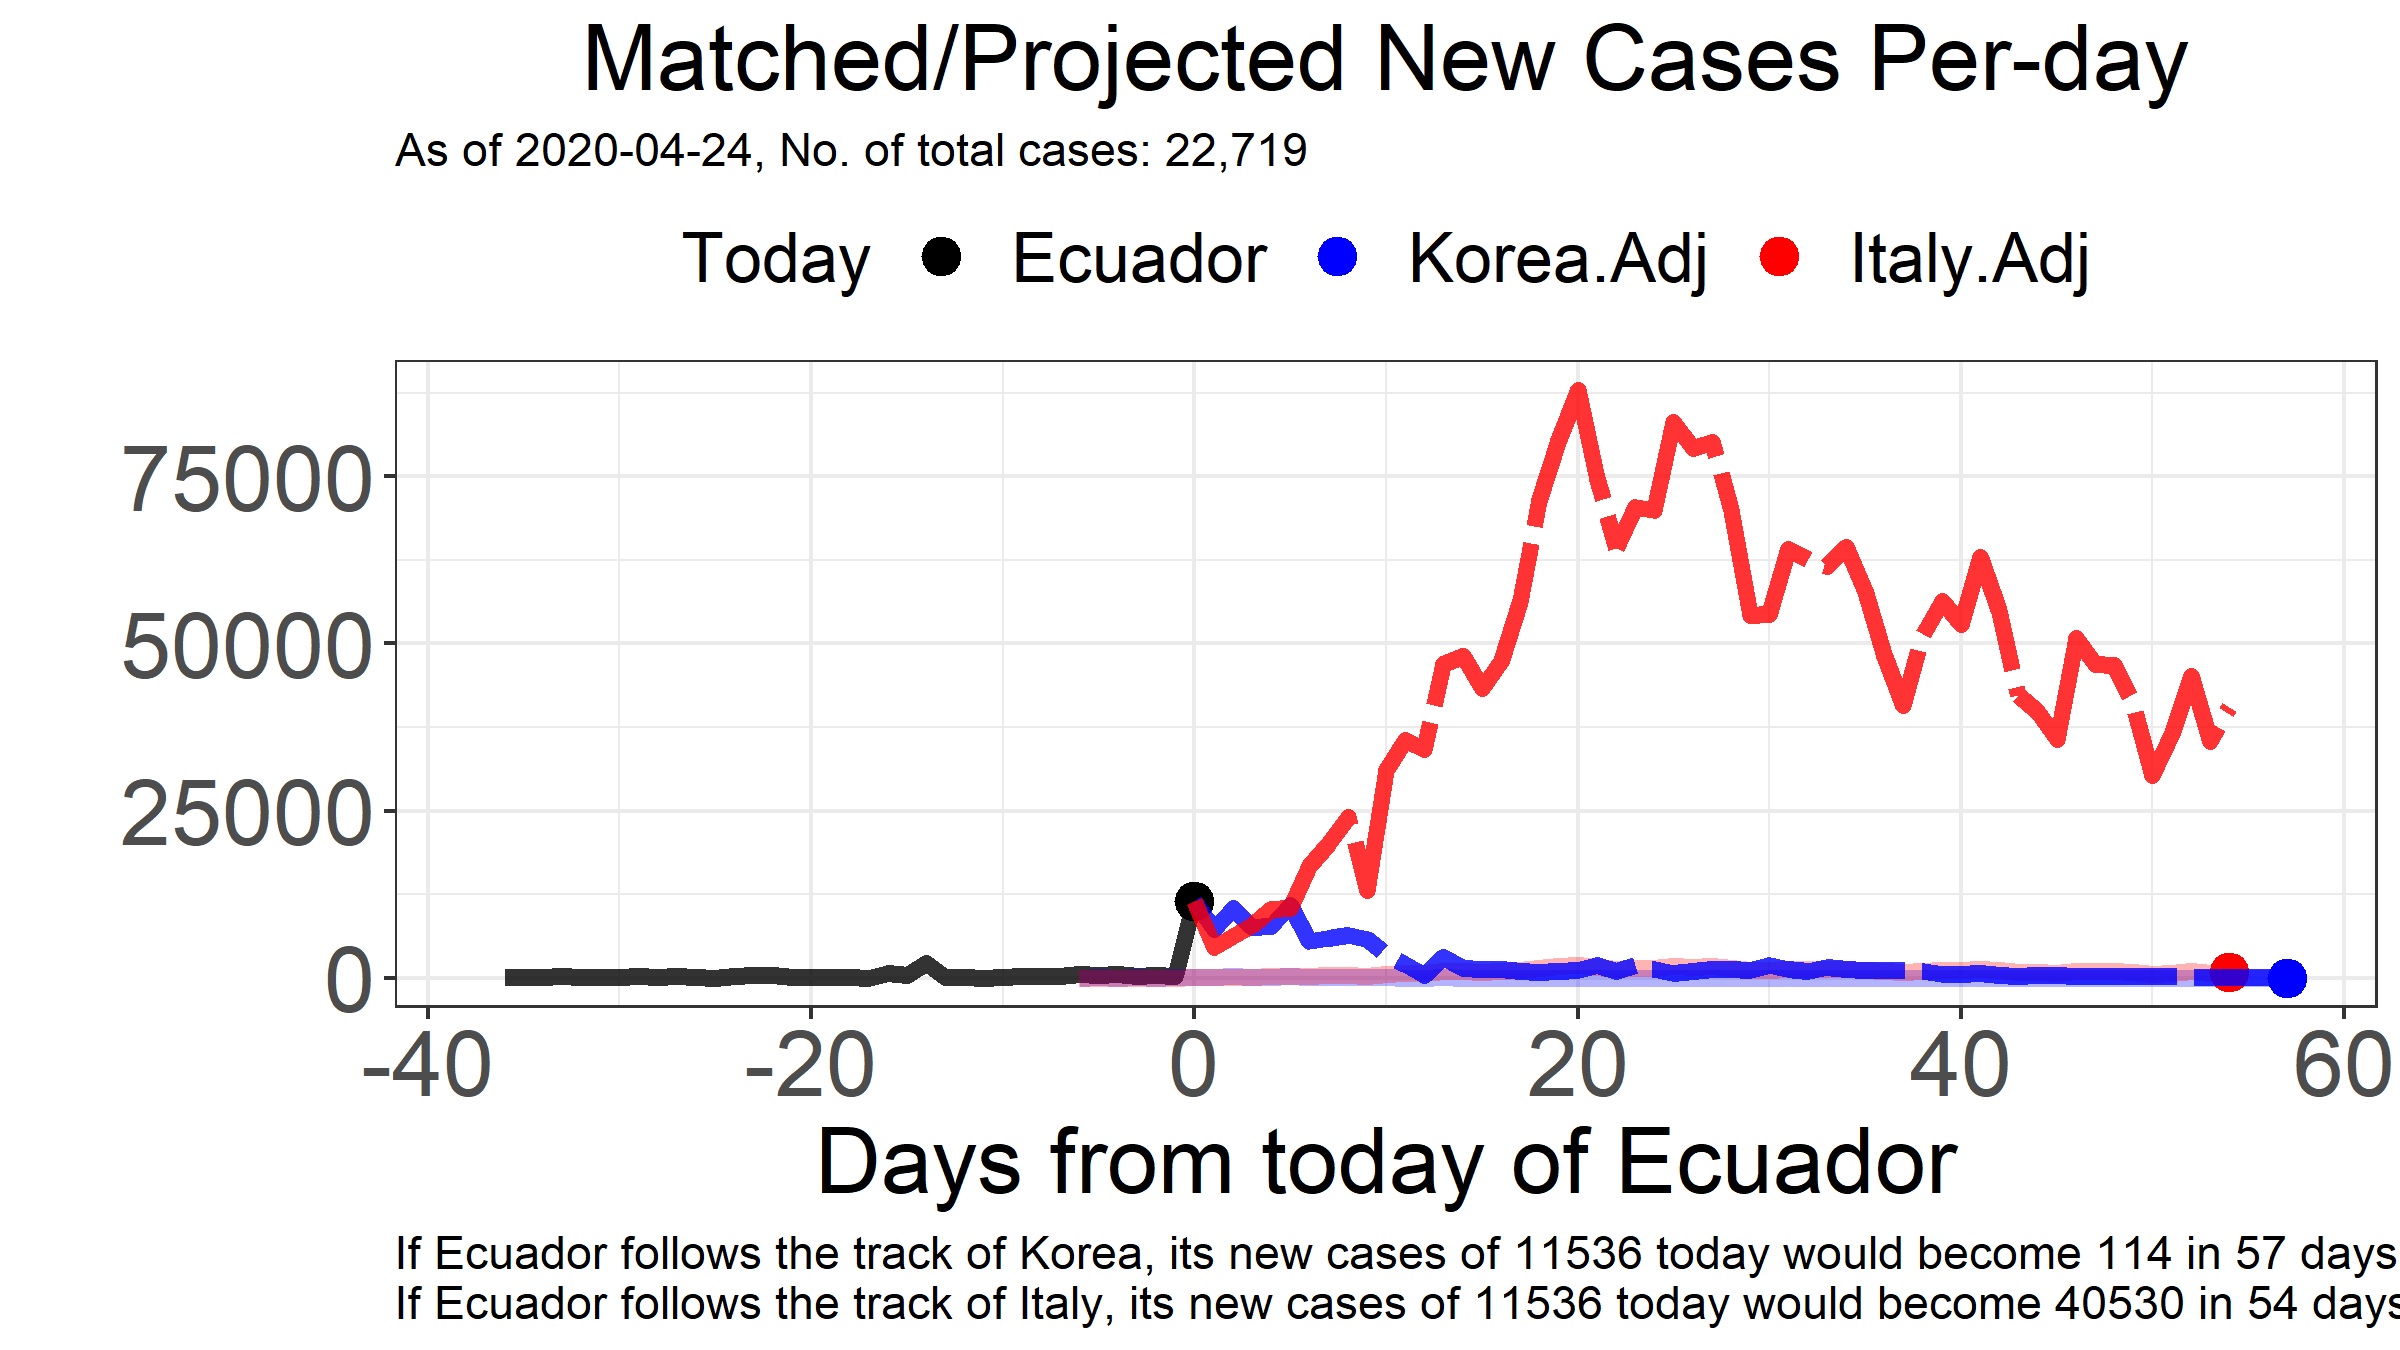 Matched/Projected New Cases Per-day
As of 2020-04-24, No. of total cases: 22,719
Today Ecuador Korea.Adj Italy.Adj
75000
50000
25000
0
-40 -20 0 20 40 60
Days from today of Ecuador
If Ecuador follows the track of Korea, its new cases of 11536 today would become 114 in 57 days
If Ecuador follows the track of Italy, its new cases of 11536 today would become 40530 in 54 days